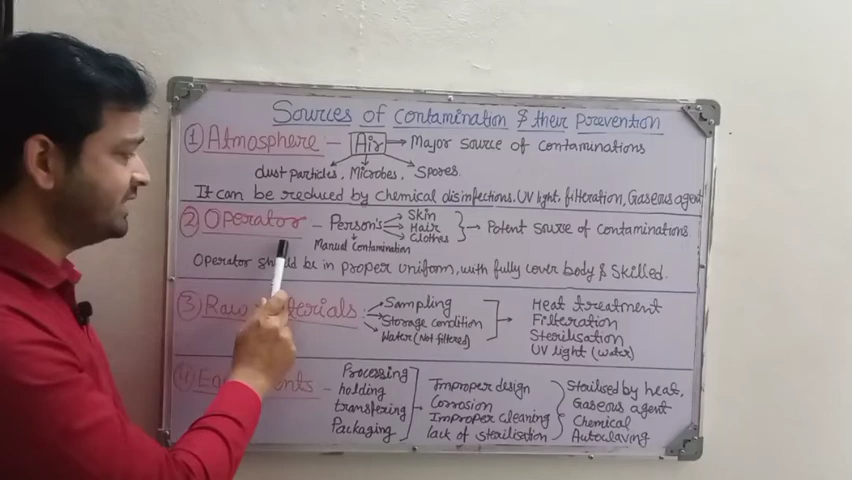 Sources of contamination & their prevention
① Atmosphere - Air → Major source of contaminations
dust particles, Microbes, Spores.
It can be reduced by chemical disinfections, UV light, filteration, Gaseous agent
② Operator - Person's → Skin
Hair
Clothes
→ Potent source of contaminations
Manual contamination
Operator should be in proper uniform, with fully cover body & skilled.
③ Raw
Sampling
Storage condition
Water (Not filtered)
Heat treatment
Filteration
Sterilisation
UV light (water)
④
Processing
holding
transfering
Packaging
Improper design
Corrosion
Improper cleaning
lack of sterilisation
Sterilised by heat,
Gaseous agent
Chemical
Autoclaving